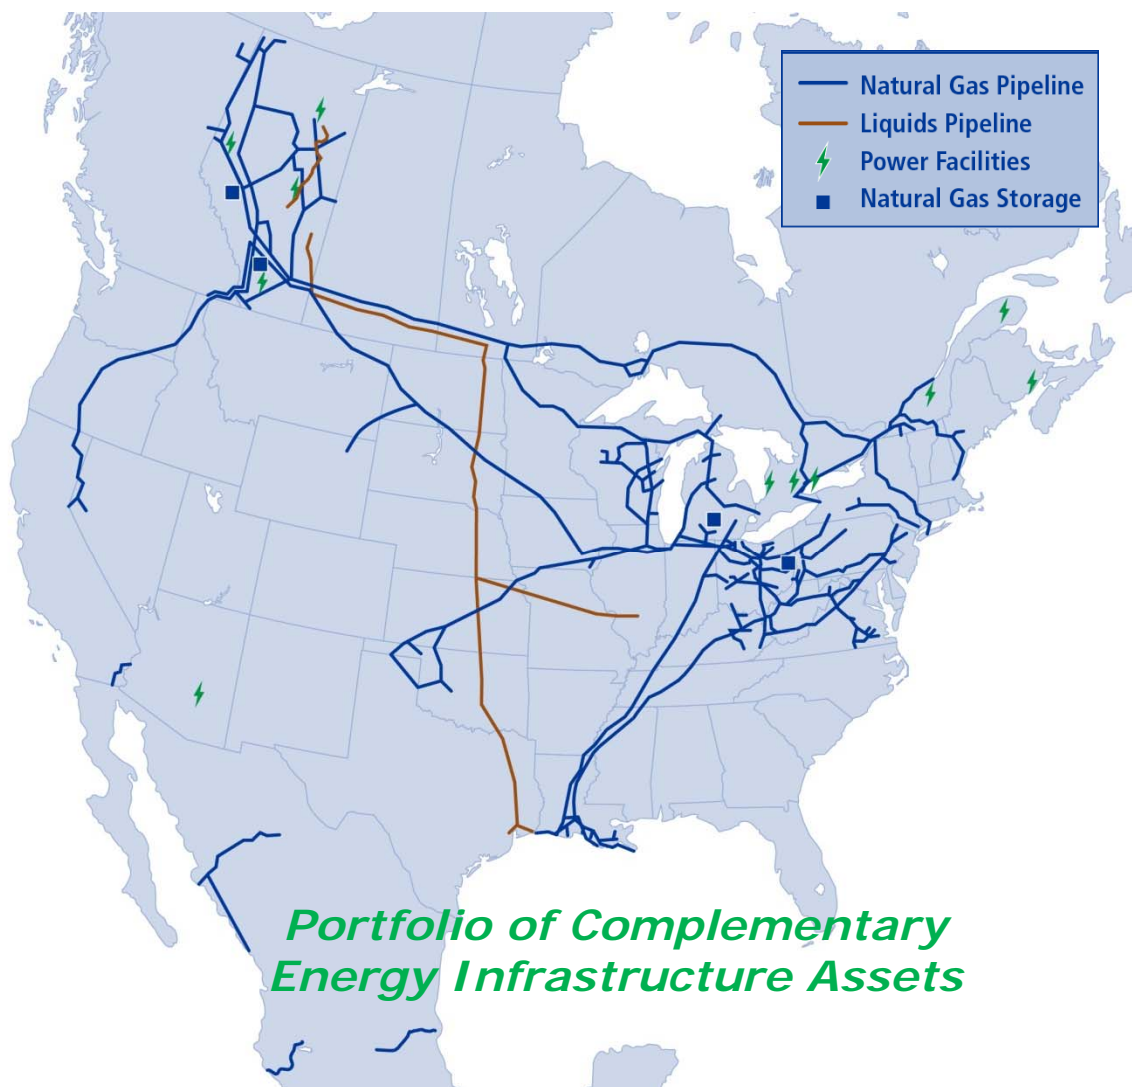 Natural Gas Pipeline
Liquids Pipeline
Power Facilities
Natural Gas Storage
Portfolio of Complementary
Energy Infrastructure Assets